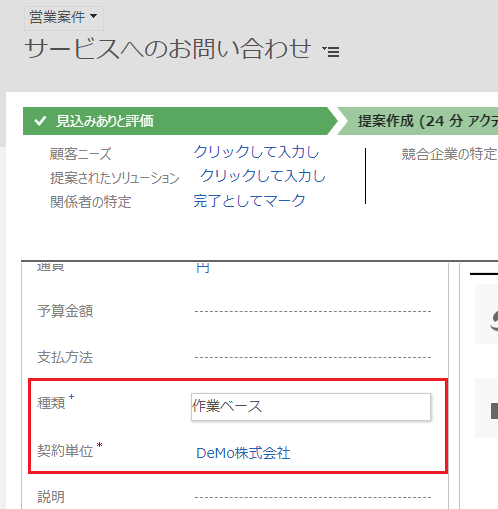 営業案件
サービスへのお問い合わせ
見込みありと評価
提案作成 (24 分 アクテ
顧客ニーズ クリックして入力し 競合企業の特定
提案されたソリューション クリックして入力し
関係者の特定 完了としてマーク
通貨 円
予算金額
支払方法
種類 + 作業ベース
契約単位 * DeMo株式会社
説明